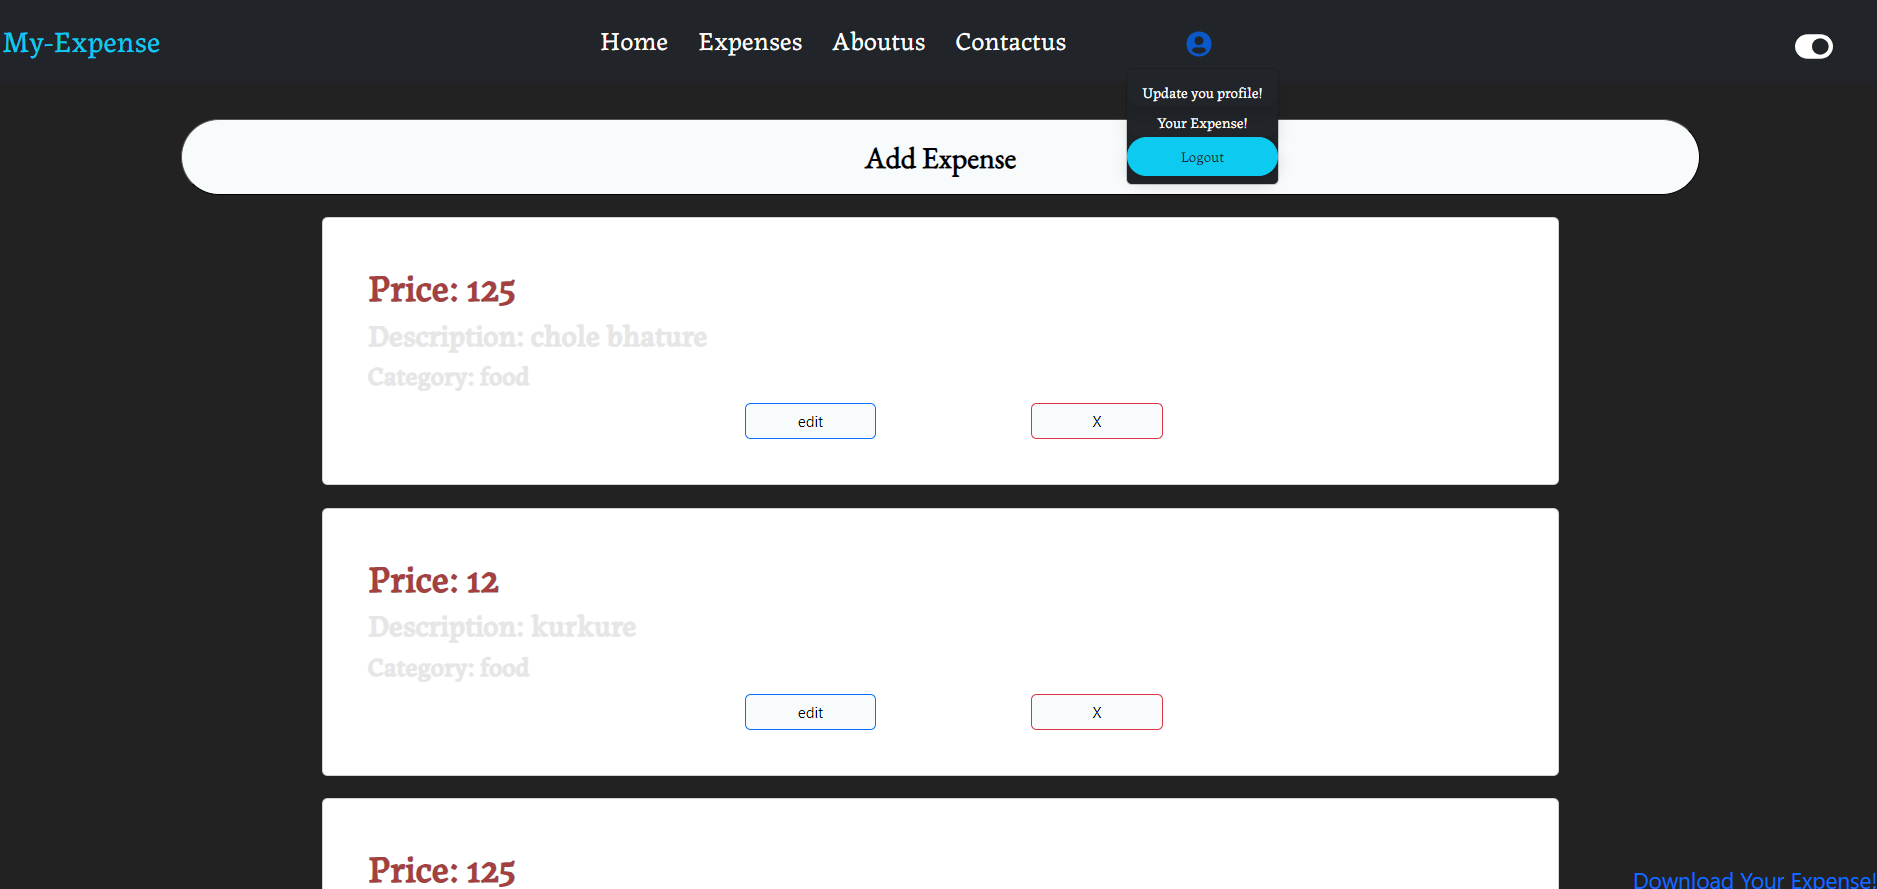 My-Expense
Home Expenses Aboutus Contactus
Update you profile!
Your Expense!
Logout
Add Expense
Price: 125
Description: chole bhature
Category: food
edit X
Price: 12
Description: kurkure
Category: food
edit X
Price: 125
Download Your Expense!